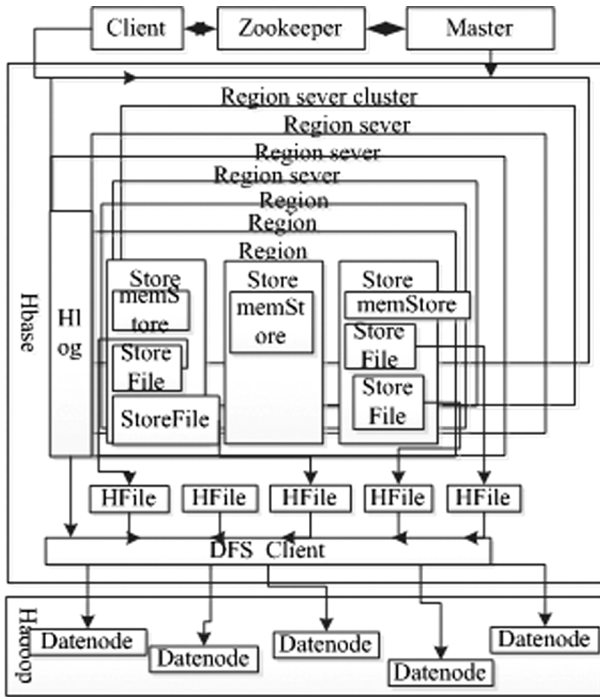 Client
Zookeeper
Master
Region sever cluster
Region sever
Region sever
Region sever
Region
Region
Region
Hbase
Hl
og
Store
memS
tore
Store
File
StoreFile
Store
memSt
ore
Store
memStore
Store
File
Store
File
HFile
HFile
HFile
HFile
HFile
DFS Client
Hadoop
Datenode
Datenode
Datenode
Datenode
Datenode